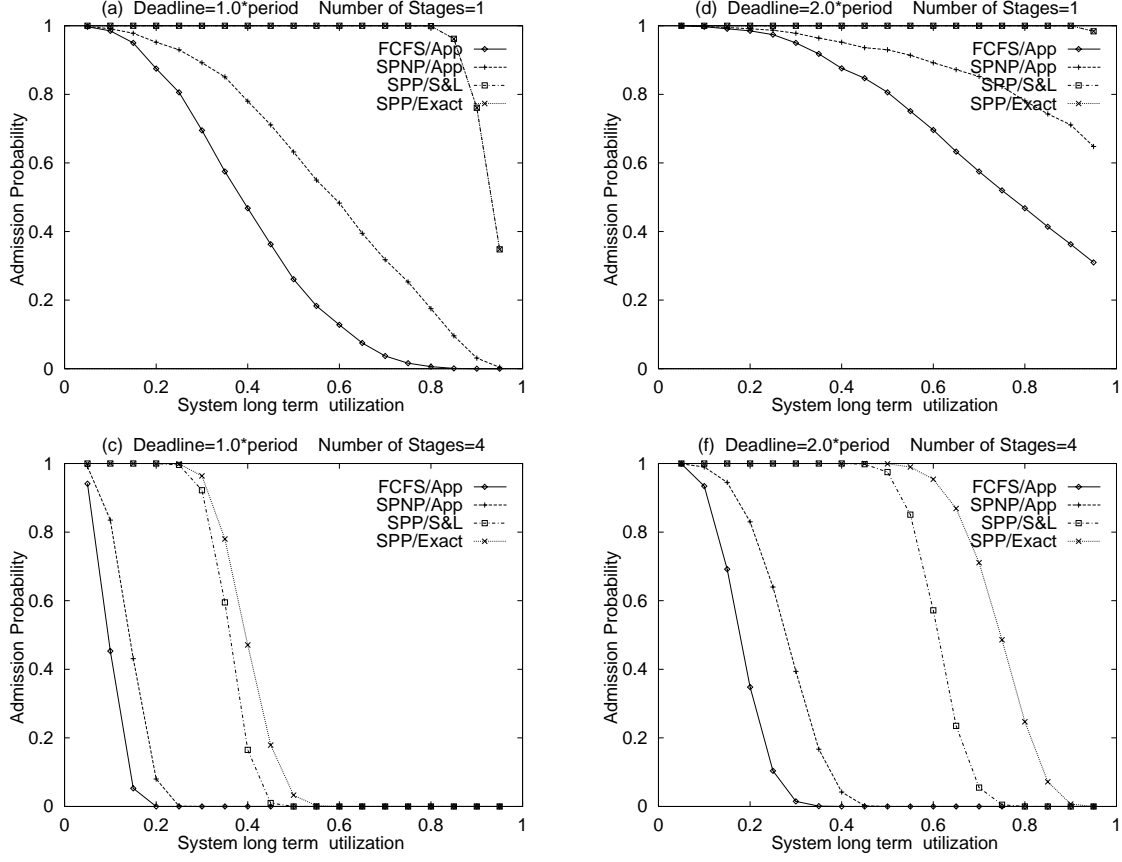 (a) Deadline=1.0*period Number of Stages=1
Admission Probability
1
0.8
0.6
0.4
0.2
0
FCFS/App
SPNP/App
SPP/S&L
SPP/Exact
0 0.2 0.4 0.6 0.8 1
System long term utilization
(d) Deadline=2.0*period Number of Stages=1
Admission Probability
1
0.8
0.6
0.4
0.2
0
FCFS/App
SPNP/App
SPP/S&L
SPP/Exact
0 0.2 0.4 0.6 0.8 1
System long term utilization
(c) Deadline=1.0*period Number of Stages=4
Admission Probability
1
0.8
0.6
0.4
0.2
0
FCFS/App
SPNP/App
SPP/S&L
SPP/Exact
0 0.2 0.4 0.6 0.8 1
System long term utilization
(f) Deadline=2.0*period Number of Stages=4
Admission Probability
1
0.8
0.6
0.4
0.2
0
FCFS/App
SPNP/App
SPP/S&L
SPP/Exact
0 0.2 0.4 0.6 0.8 1
System long term utilization